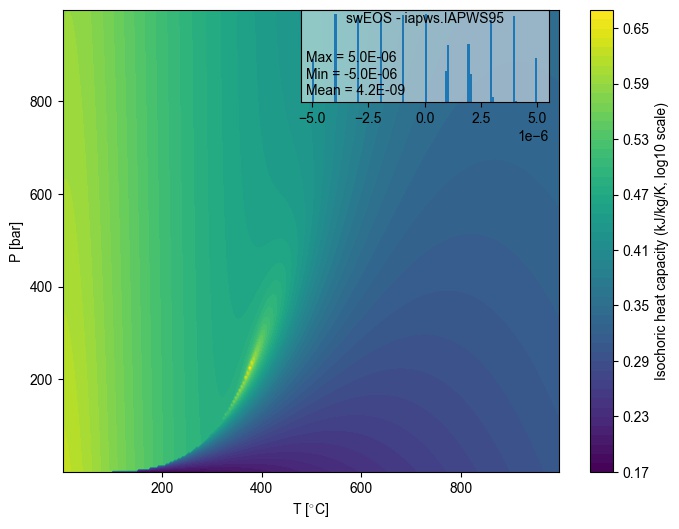 swEOS - iapws.IAPWS95
Max = 5.0E-06
Min = -5.0E-06
Mean = 4.2E-09
−5.0 −2.5 0.0 2.5 5.0
1e−6
800
600
400
200
P [bar]
200 400 600 800
T [°C]
0.65
0.59
0.53
0.47
0.41
0.35
0.29
0.23
0.17
Isochoric heat capacity (kJ/kg/K, log10 scale)